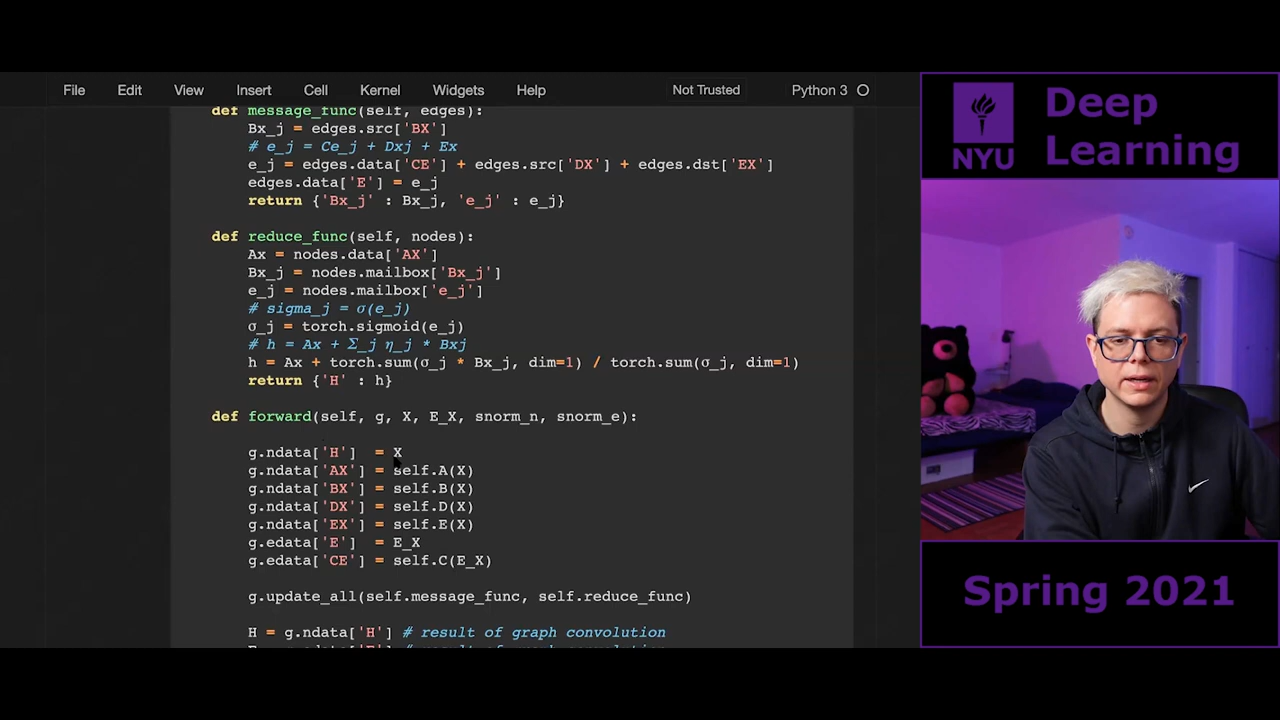 File Edit View Insert Cell Kernel Widgets Help Not Trusted Python 3
def message_func(self, edges):
Bx_j = edges.src['BX']
# e_j = Ce_j + Dxj + Ex
e_j = edges.data['CE'] + edges.src['DX'] + edges.dst['EX']
edges.data['E'] = e_j
return {'Bx_j' : Bx_j, 'e_j' : e_j}
def reduce_func(self, nodes):
Ax = nodes.data['AX']
Bx_j = nodes.mailbox['Bx_j']
e_j = nodes.mailbox['e_j']
# sigma_j = σ(e_j)
σ_j = torch.sigmoid(e_j)
# h = Ax + Σ_j η_j * Bxj
h = Ax + torch.sum(σ_j * Bx_j, dim=1) / torch.sum(σ_j, dim=1)
return {'H' : h}
def forward(self, g, X, E_X, snorm_n, snorm_e):
g.ndata['H'] = X
g.ndata['AX'] = self.A(X)
g.ndata['BX'] = self.B(X)
g.ndata['DX'] = self.D(X)
g.ndata['EX'] = self.E(X)
g.edata['E'] = E_X
g.edata['CE'] = self.C(E_X)
g.update_all(self.message_func, self.reduce_func)
H = g.ndata['H'] # result of graph convolution
NYU
Deep
Learning
Spring 2021